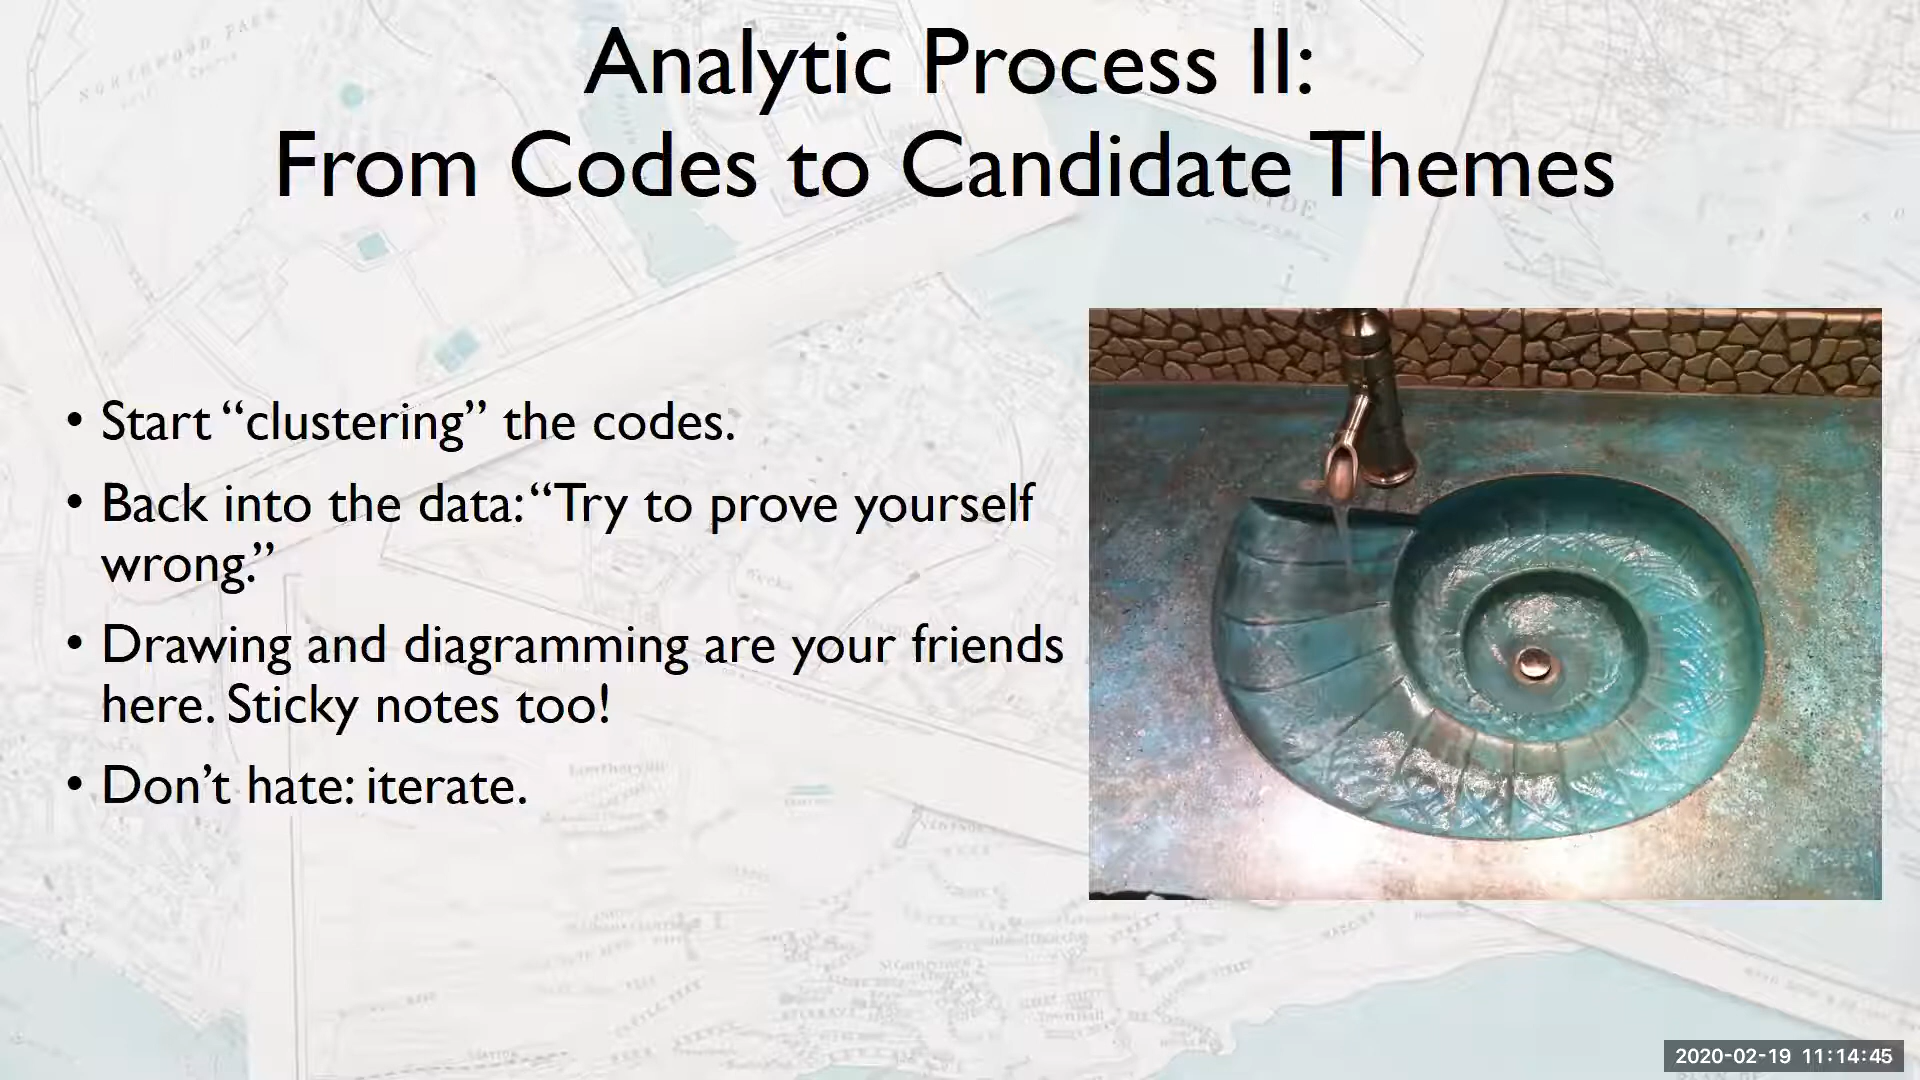 Analytic Process II:
From Codes to Candidate Themes
• Start “clustering” the codes.
• Back into the data: “Try to prove yourself
wrong.”
• Drawing and diagramming are your friends
here. Sticky notes too!
• Don’t hate: iterate.
NORTHWOOD PARK
2020-02-19 11:14:45